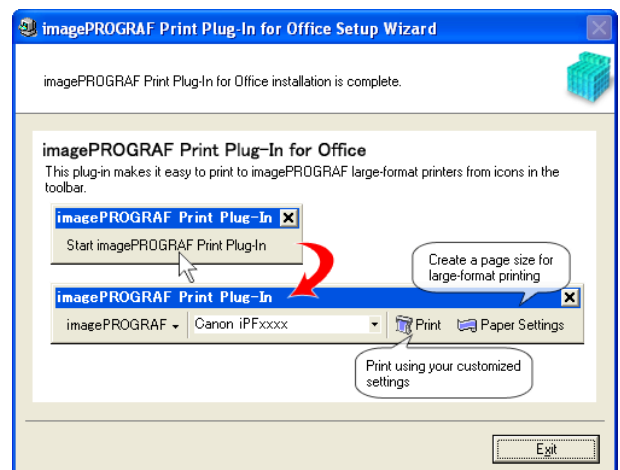 imagePROGRAF Print Plug-In for Office Setup Wizard
imagePROGRAF Print Plug-In for Office installation is complete.
imagePROGRAF Print Plug-In for Office
This plug-in makes it easy to print to imagePROGRAF large-format printers from icons in the
toolbar.
imagePROGRAF Print Plug-In
Start imagePROGRAF Print Plug-In
Create a page size for
large-format printing
imagePROGRAF Print Plug-In
imagePROGRAF Canon iPFxxxx Print Paper Settings
Print using your customized
settings
Exit